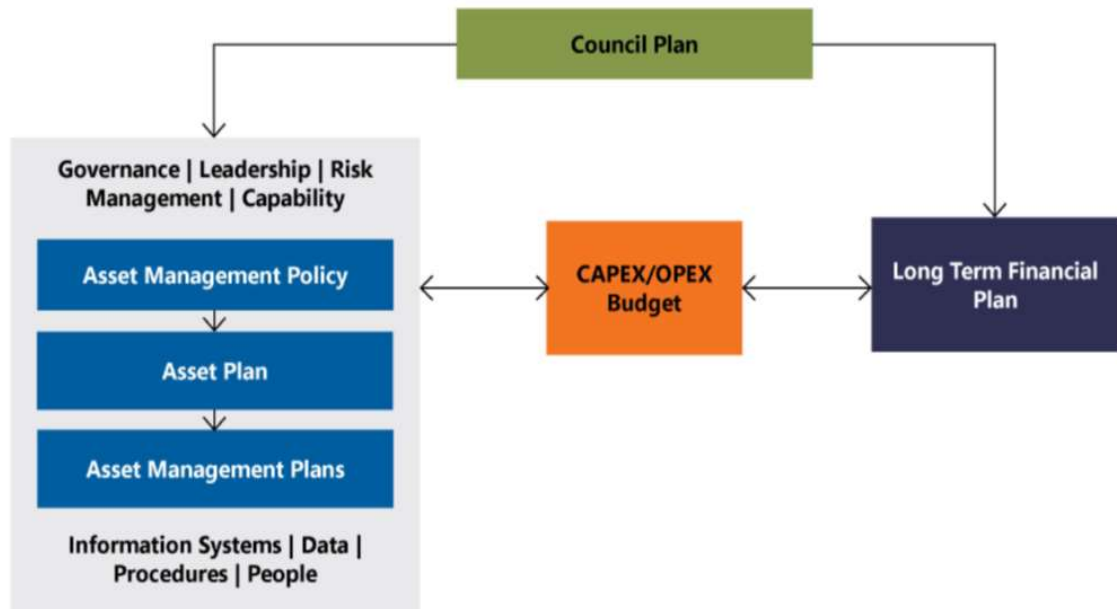 Council Plan
Governance | Leadership | Risk
Management | Capability
Asset Management Policy
Asset Plan
Asset Management Plans
Information Systems | Data |
Procedures | People
CAPEX/OPEX
Budget
Long Term Financial
Plan